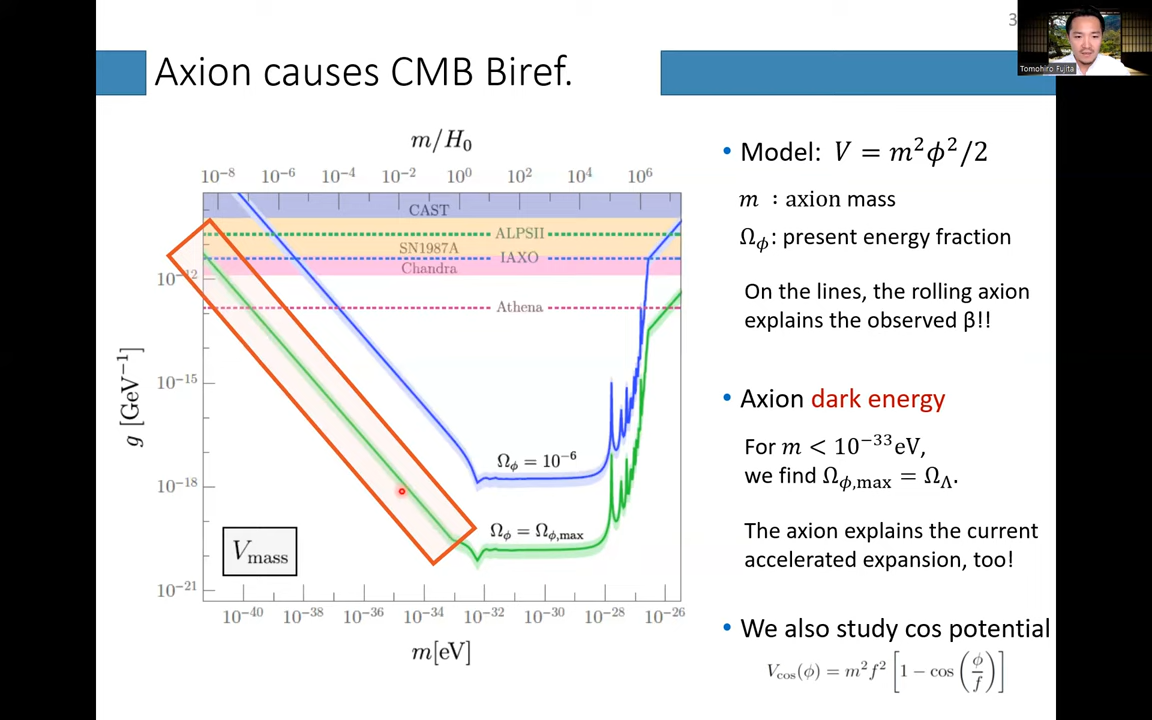 3
Tomohiro Fujita
Axion causes CMB Biref.
m/H₀
10⁻⁸ 10⁻⁶ 10⁻⁴ 10⁻² 10⁰ 10² 10⁴ 10⁶
CAST
ALPSII
SN1987A
IAXO
Chandra
Athena
10⁻¹²
10⁻¹⁵
10⁻¹⁸
10⁻²¹
g [GeV⁻¹]
Ω_ϕ = 10⁻⁶
Ω_ϕ = Ω_ϕ,max
V_mass
10⁻⁴⁰ 10⁻³⁸ 10⁻³⁶ 10⁻³⁴ 10⁻³² 10⁻³⁰ 10⁻²⁸ 10⁻²⁶
m[eV]
• Model: V = m²ϕ²/2
m : axion mass
Ω_ϕ: present energy fraction
On the lines, the rolling axion
explains the observed β!!
• Axion dark energy
For m < 10⁻³³eV,
we find Ω_ϕ,max = Ω_Λ.
The axion explains the current
accelerated expansion, too!
• We also study cos potential
V_cos(ϕ) = m²f² [1 − cos (ϕ/f)]